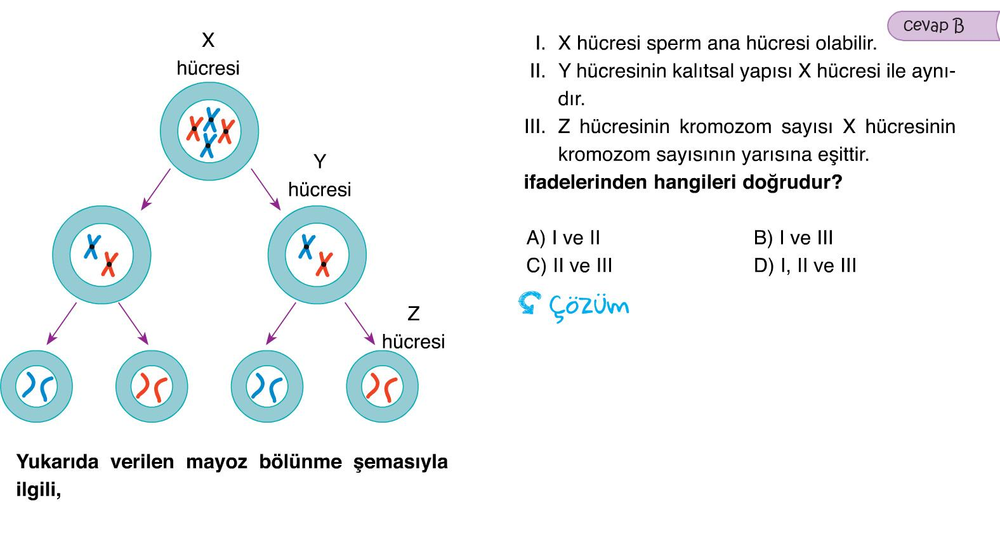 X
hücresi
Y
hücresi
Z
hücresi
Yukarıda verilen mayoz bölünme şemasıyla
ilgili,
Cevap B
I. X hücresi sperm ana hücresi olabilir.
II. Y hücresinin kalıtsal yapısı X hücresi ile aynı-
dır.
III. Z hücresinin kromozom sayısı X hücresinin
kromozom sayısının yarısına eşittir.
ifadelerinden hangileri doğrudur?
A) I ve II B) I ve III
C) II ve III D) I, II ve III
Çözüm